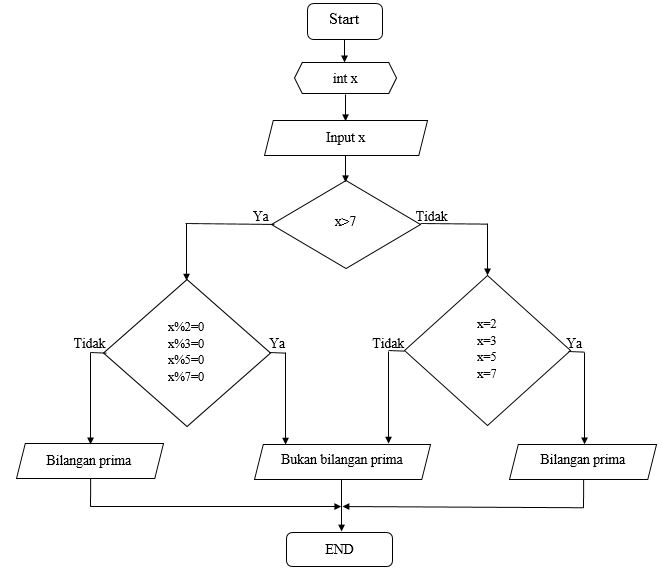 Start
int x
Input x
Ya
x>7
Tidak
Tidak
x%2=0
x%3=0
x%5=0
x%7=0
Ya
Tidak
x=2
x=3
x=5
x=7
Ya
Bilangan prima
Bukan bilangan prima
Bilangan prima
END